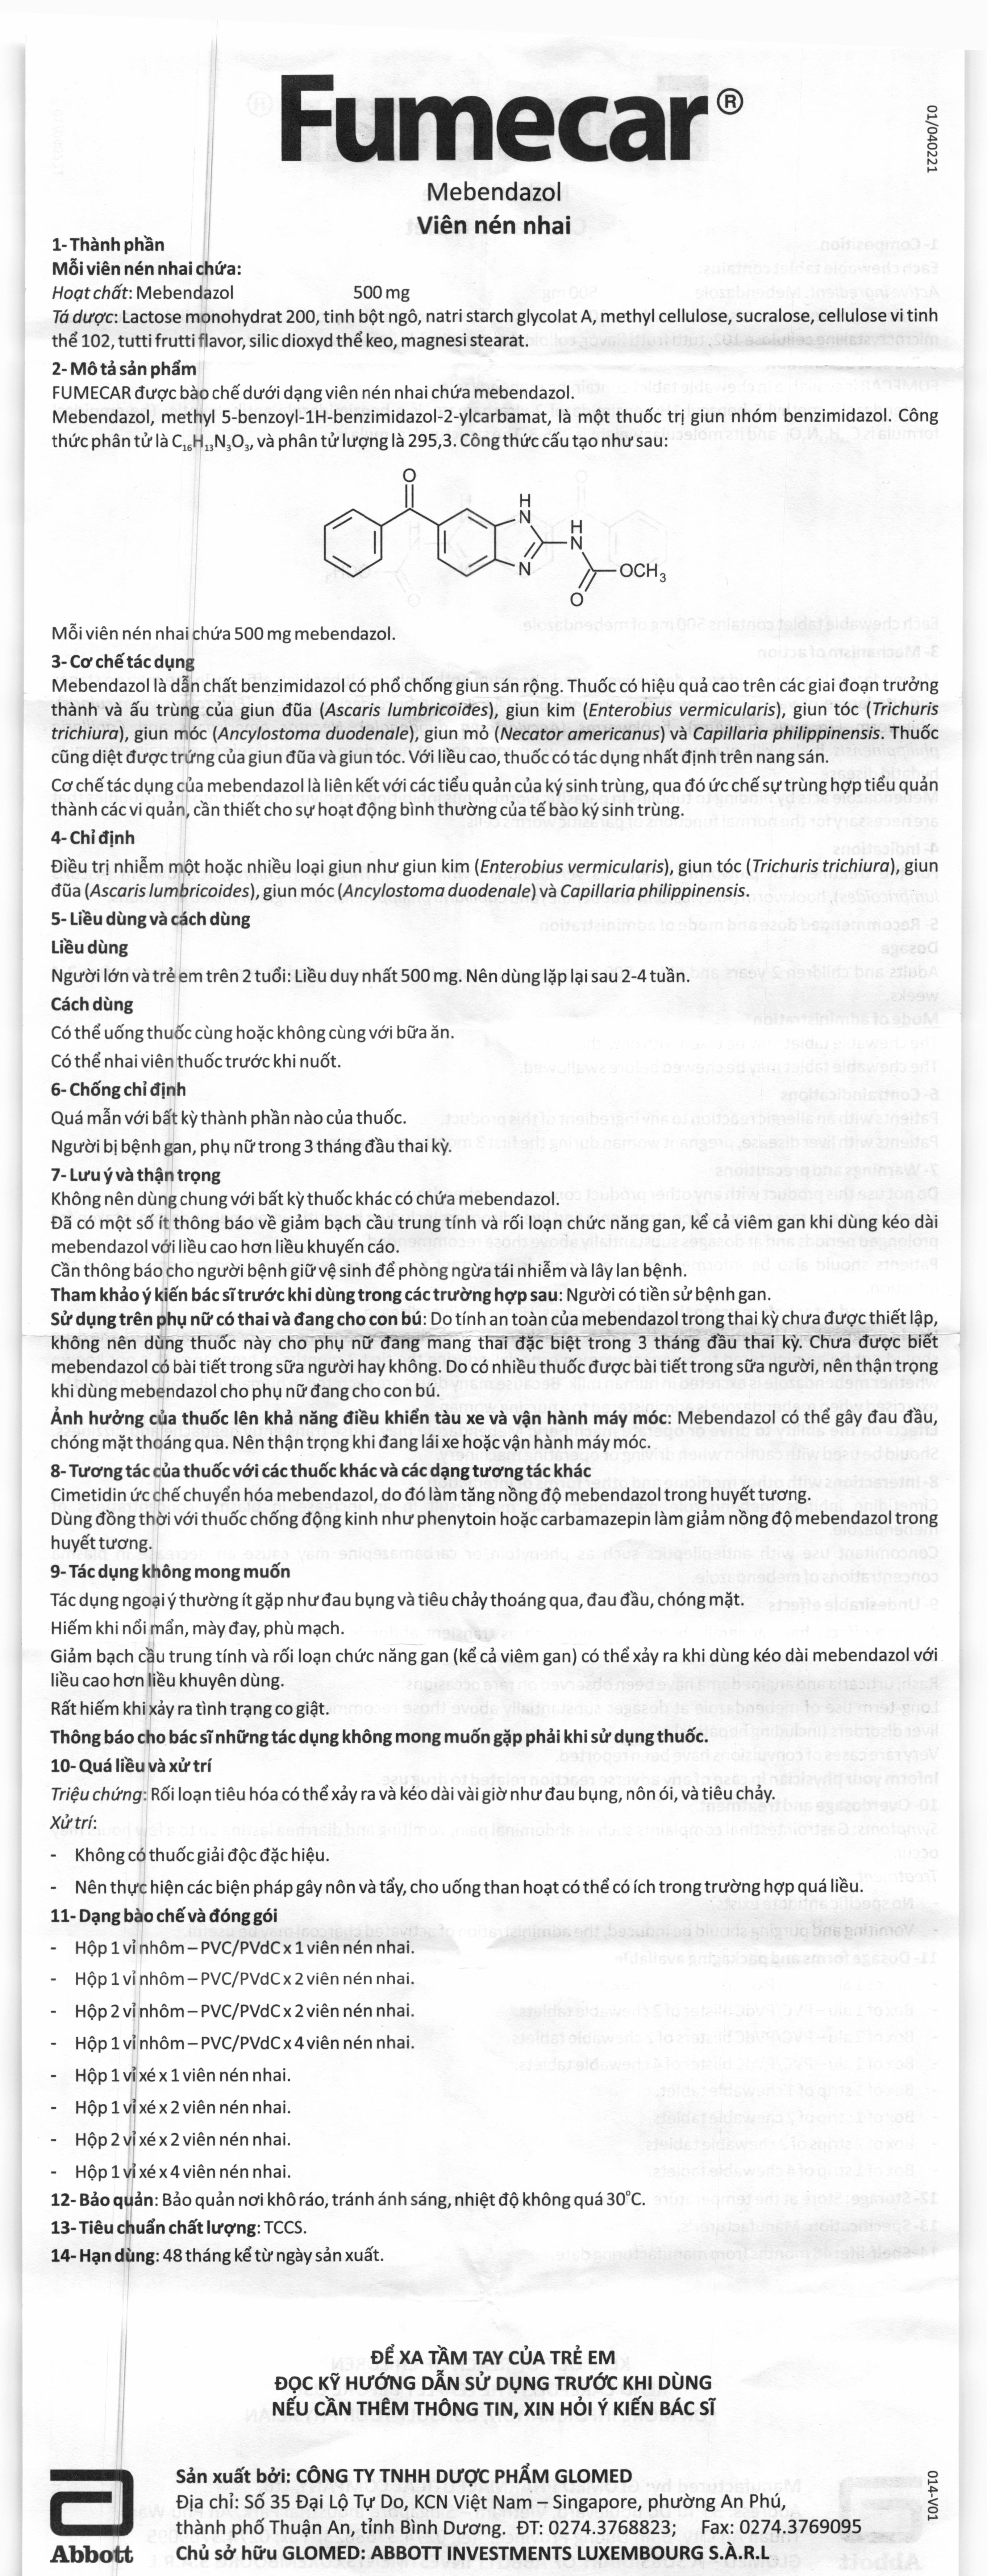 Fumecar®
01/040221
Mebendazol
Viên nén nhai
1- Thành phần
Mỗi viên nén nhai chứa:
Hoạt chất: Mebendazol 500 mg
Tá dược: Lactose monohydrat 200, tinh bột ngô, natri starch glycolat A, methyl cellulose, sucralose, cellulose vi tinh
thể 102, tutti frutti flavor, silic dioxyd thể keo, magnesi stearat.
2- Mô tả sản phẩm
FUMECAR được bào chế dưới dạng viên nén nhai chứa mebendazol.
Mebendazol, methyl 5-benzoyl-1H-benzimidazol-2-ylcarbamat, là một thuốc trị giun nhóm benzimidazol. Công
thức phân tử là C₁₆H₁₃N₃O₃, và phân tử lượng là 295,3. Công thức cấu tạo như sau:
O
H
N
H
N
N
O
OCH₃
Mỗi viên nén nhai chứa 500 mg mebendazol.
3- Cơ chế tác dụng
Mebendazol là dẫn chất benzimidazol có phổ chống giun sán rộng. Thuốc có hiệu quả cao trên các giai đoạn trưởng
thành và ấu trùng của giun đũa (Ascaris lumbricoides), giun kim (Enterobius vermicularis), giun tóc (Trichuris
trichiura), giun móc (Ancylostoma duodenale), giun mỏ (Necator americanus) và Capillaria philippinensis. Thuốc
cũng diệt được trứng của giun đũa và giun tóc. Với liều cao, thuốc có tác dụng nhất định trên nang sán.
Cơ chế tác dụng của mebendazol là liên kết với các tiểu quản của ký sinh trùng, qua đó ức chế sự trùng hợp tiểu quản
thành các vi quản, cần thiết cho sự hoạt động bình thường của tế bào ký sinh trùng.
4- Chỉ định
Điều trị nhiễm một hoặc nhiều loại giun như giun kim (Enterobius vermicularis), giun tóc (Trichuris trichiura), giun
đũa (Ascaris lumbricoides), giun móc (Ancylostoma duodenale) và Capillaria philippinensis.
5- Liều dùng và cách dùng
Liều dùng
Người lớn và trẻ em trên 2 tuổi: Liều duy nhất 500 mg. Nên dùng lặp lại sau 2-4 tuần.
Cách dùng
Có thể uống thuốc cùng hoặc không cùng với bữa ăn.
Có thể nhai viên thuốc trước khi nuốt.
6- Chống chỉ định
Quá mẫn với bất kỳ thành phần nào của thuốc.
Người bị bệnh gan, phụ nữ trong 3 tháng đầu thai kỳ.
7- Lưu ý và thận trọng
Không nên dùng chung với bất kỳ thuốc khác có chứa mebendazol.
Đã có một số ít thông báo về giảm bạch cầu trung tính và rối loạn chức năng gan, kể cả viêm gan khi dùng kéo dài
mebendazol với liều cao hơn liều khuyến cáo.
Cần thông báo cho người bệnh giữ vệ sinh để phòng ngừa tái nhiễm và lây lan bệnh.
Tham khảo ý kiến bác sĩ trước khi dùng trong các trường hợp sau: Người có tiền sử bệnh gan.
Sử dụng trên phụ nữ có thai và đang cho con bú: Do tính an toàn của mebendazol trong thai kỳ chưa được thiết lập,
không nên dùng thuốc này cho phụ nữ đang mang thai đặc biệt trong 3 tháng đầu thai kỳ. Chưa được biết
mebendazol có bài tiết trong sữa người hay không. Do có nhiều thuốc được bài tiết trong sữa người, nên thận trọng
khi dùng mebendazol cho phụ nữ đang cho con bú.
Ảnh hưởng của thuốc lên khả năng điều khiển tàu xe và vận hành máy móc: Mebendazol có thể gây đau đầu,
chóng mặt thoáng qua. Nên thận trọng khi đang lái xe hoặc vận hành máy móc.
8- Tương tác của thuốc với các thuốc khác và các dạng tương tác khác
Cimetidin ức chế chuyển hóa mebendazol, do đó làm tăng nồng độ mebendazol trong huyết tương.
Dùng đồng thời với thuốc chống động kinh như phenytoin hoặc carbamazepin làm giảm nồng độ mebendazol trong
huyết tương.
9- Tác dụng không mong muốn
Tác dụng ngoại ý thường ít gặp như đau bụng và tiêu chảy thoáng qua, đau đầu, chóng mặt.
Hiếm khi nổi mẩn, mày đay, phù mạch.
Giảm bạch cầu trung tính và rối loạn chức năng gan (kể cả viêm gan) có thể xảy ra khi dùng kéo dài mebendazol với
liều cao hơn liều khuyên dùng.
Rất hiếm khi xảy ra tình trạng co giật.
Thông báo cho bác sĩ những tác dụng không mong muốn gặp phải khi sử dụng thuốc.
10- Quá liều và xử trí
Triệu chứng: Rối loạn tiêu hóa có thể xảy ra và kéo dài vài giờ như đau bụng, nôn ói, và tiêu chảy.
Xử trí:
- Không có thuốc giải độc đặc hiệu.
- Nên thực hiện các biện pháp gây nôn và tẩy, cho uống than hoạt có thể có ích trong trường hợp quá liều.
11- Dạng bào chế và đóng gói
- Hộp 1 vỉ nhôm – PVC/PVdC x 1 viên nén nhai.
- Hộp 1 vỉ nhôm – PVC/PVdC x 2 viên nén nhai.
- Hộp 2 vỉ nhôm – PVC/PVdC x 2 viên nén nhai.
- Hộp 1 vỉ nhôm – PVC/PVdC x 4 viên nén nhai.
- Hộp 1 vỉ xé x 1 viên nén nhai.
- Hộp 1 vỉ xé x 2 viên nén nhai.
- Hộp 2 vỉ xé x 2 viên nén nhai.
- Hộp 1 vỉ xé x 4 viên nén nhai.
12- Bảo quản: Bảo quản nơi khô ráo, tránh ánh sáng, nhiệt độ không quá 30°C.
13- Tiêu chuẩn chất lượng: TCCS.
14- Hạn dùng: 48 tháng kể từ ngày sản xuất.
ĐỂ XA TẦM TAY CỦA TRẺ EM
ĐỌC KỸ HƯỚNG DẪN SỬ DỤNG TRƯỚC KHI DÙNG
NẾU CẦN THÊM THÔNG TIN, XIN HỎI Ý KIẾN BÁC SĨ
Sản xuất bởi: CÔNG TY TNHH DƯỢC PHẨM GLOMED
Địa chỉ: Số 35 Đại Lộ Tự Do, KCN Việt Nam – Singapore, phường An Phú,
thành phố Thuận An, tỉnh Bình Dương. ĐT: 0274.3768823; Fax: 0274.3769095
Chủ sở hữu GLOMED: ABBOTT INVESTMENTS LUXEMBOURG S.À.R.L
Abbott
014-V01